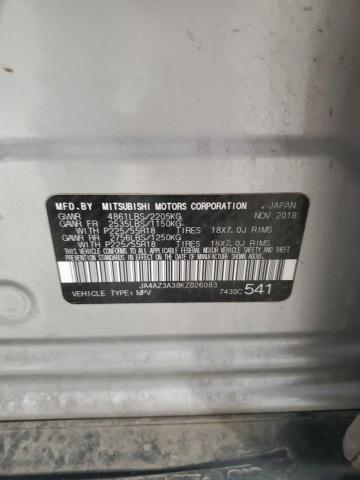 MFD.BY MITSUBISHI MOTORS CORPORATION , JAPAN
GVWR 4861LBS/2205KG NOV 2018
GAWR FR 2535LBS/1150KG
WITH P225/55R18 TIRES 18X7.0J RIMS
GAWR RR 2756LBS/1250KG
WITH P225/55R18 TIRES 18X7.0J RIMS
THIS VEHICLE CONFORMS TO ALL APPLICABLE FEDERAL MOTOR VEHICLE SAFETY, BUMPER AND THEFT
PREVENTION STANDARDS IN EFFECT ON THE DATE OF MANUFACTURE SHOWN ABOVE.
JA4AZ3A38KZ026083
VEHICLE TYPE: MPV 7430C 541